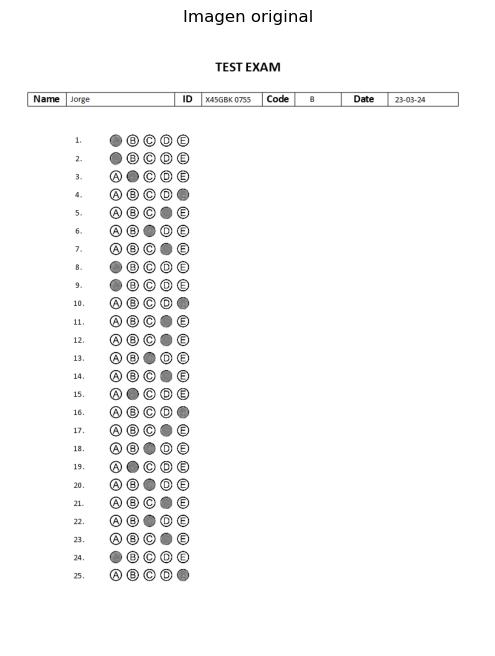 Imagen original
TEST EXAM
Name Jorge ID X45GBK 0755 Code B Date 23-03-24
1. B C D E
2. B C D E
3. A C D E
4. A B C D
5. A B C E
6. A B D E
7. A B C E
8. B C D E
9. B C D E
10. A B C D
11. A B C E
12. A B C E
13. A B D E
14. A B C E
15. A C D E
16. A B C D
17. A B C E
18. A B D E
19. A C D E
20. A B D E
21. A B C E
22. A B D E
23. A B C E
24. B C D E
25. A B C D